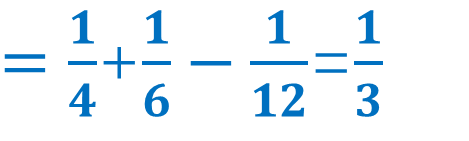 = 1/4 + 1/6 − 1/12 = 1/3